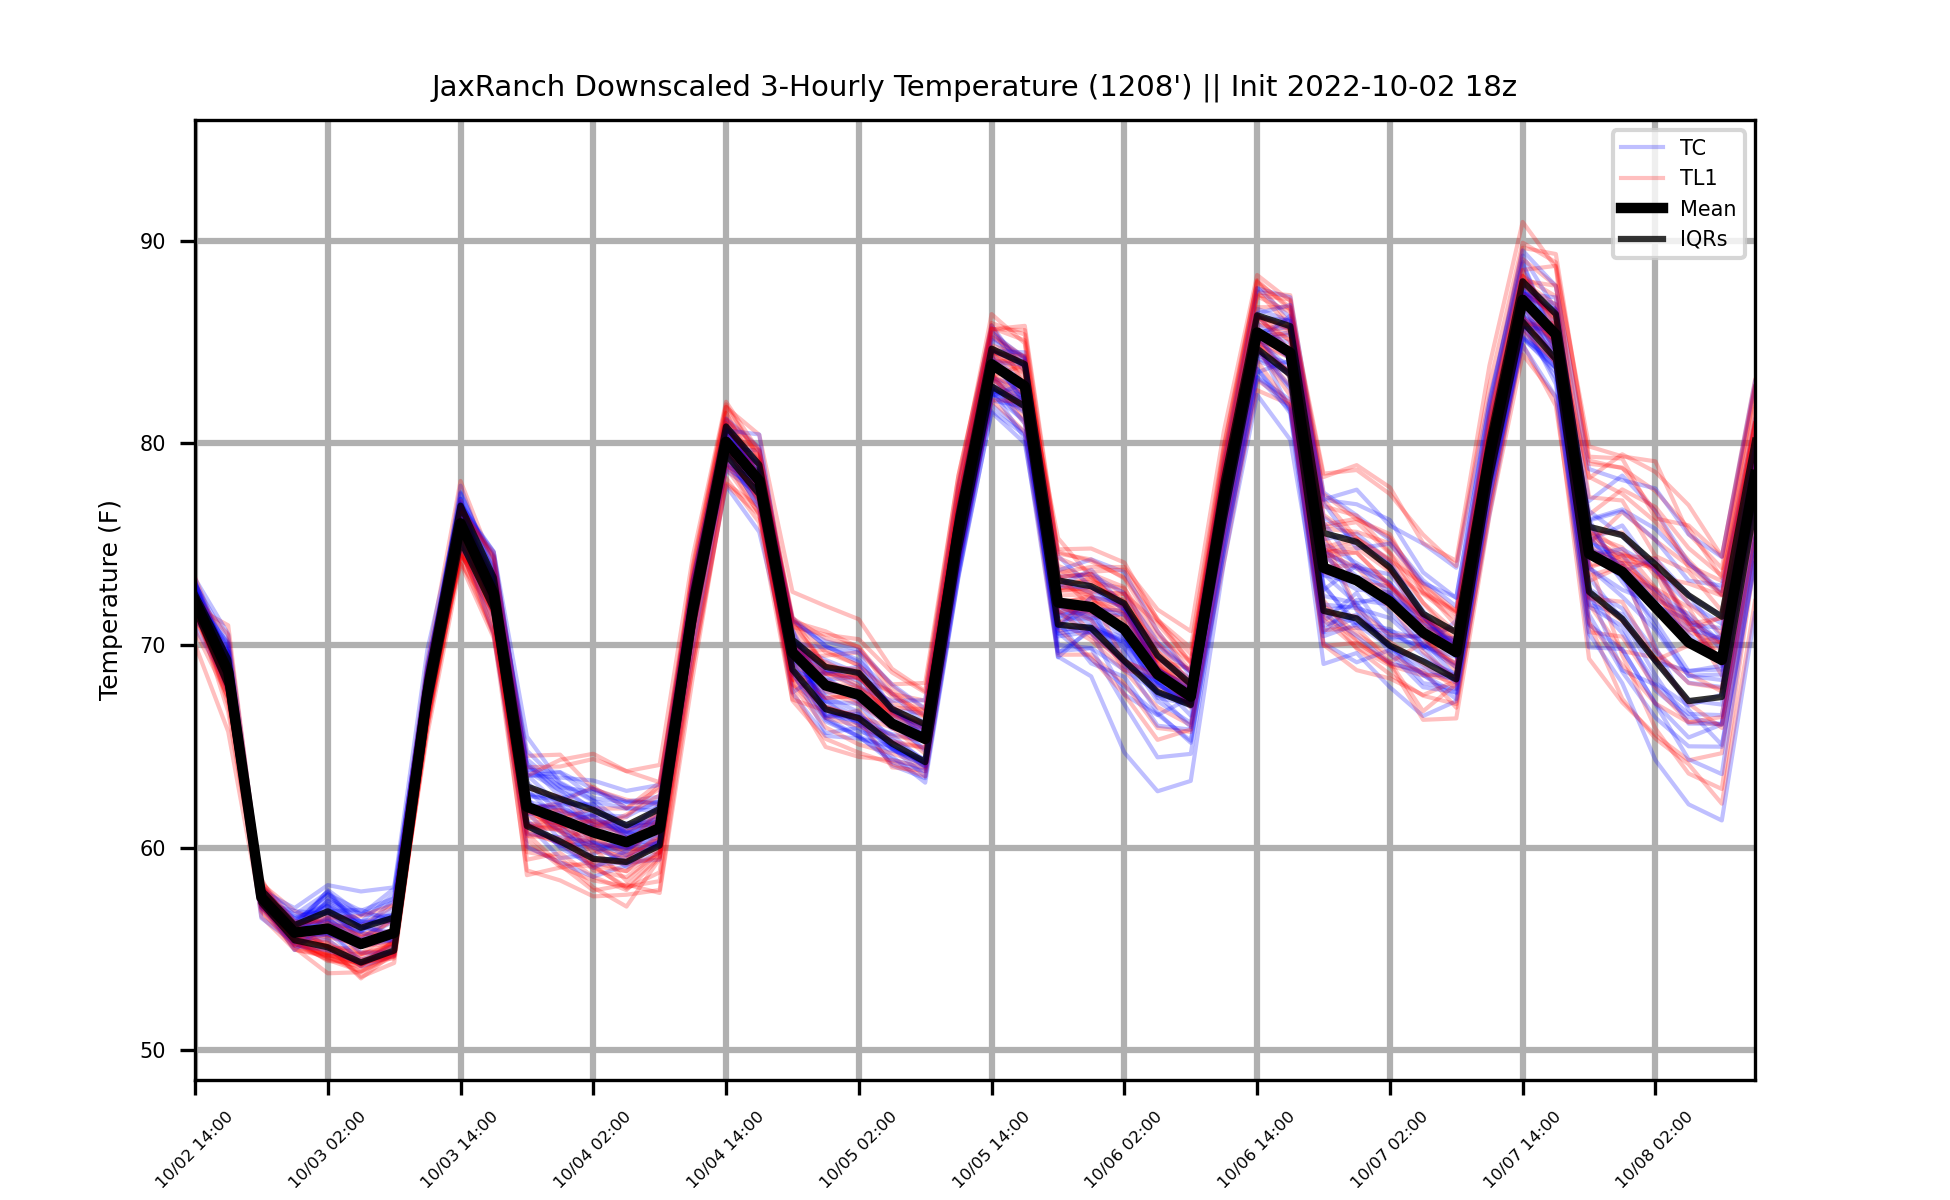 JaxRanch Downscaled 3-Hourly Temperature (1208') || Init 2022-10-02 18z
TC
TL1
Mean
IQRs
Temperature (F)
90
80
70
60
50
10/02 14:00
10/03 02:00
10/03 14:00
10/04 02:00
10/04 14:00
10/05 02:00
10/05 14:00
10/06 02:00
10/06 14:00
10/07 02:00
10/07 14:00
10/08 02:00